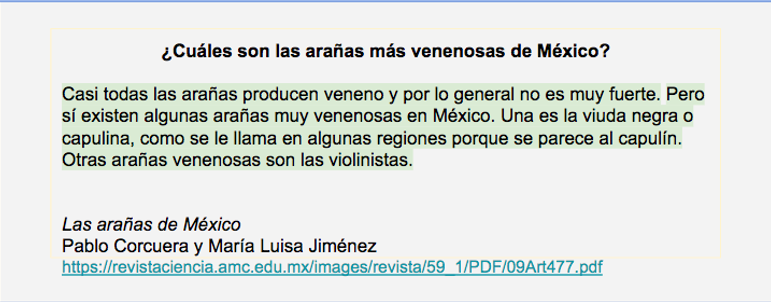 ¿Cuáles son las arañas más venenosas de México?
Casi todas las arañas producen veneno y por lo general no es muy fuerte. Pero
sí existen algunas arañas muy venenosas en México. Una es la viuda negra o
capulina, como se le llama en algunas regiones porque se parece al capulín.
Otras arañas venenosas son las violinistas.
Las arañas de México
Pablo Corcuera y María Luisa Jiménez
https://revistaciencia.amc.edu.mx/images/revista/59_1/PDF/09Art477.pdf